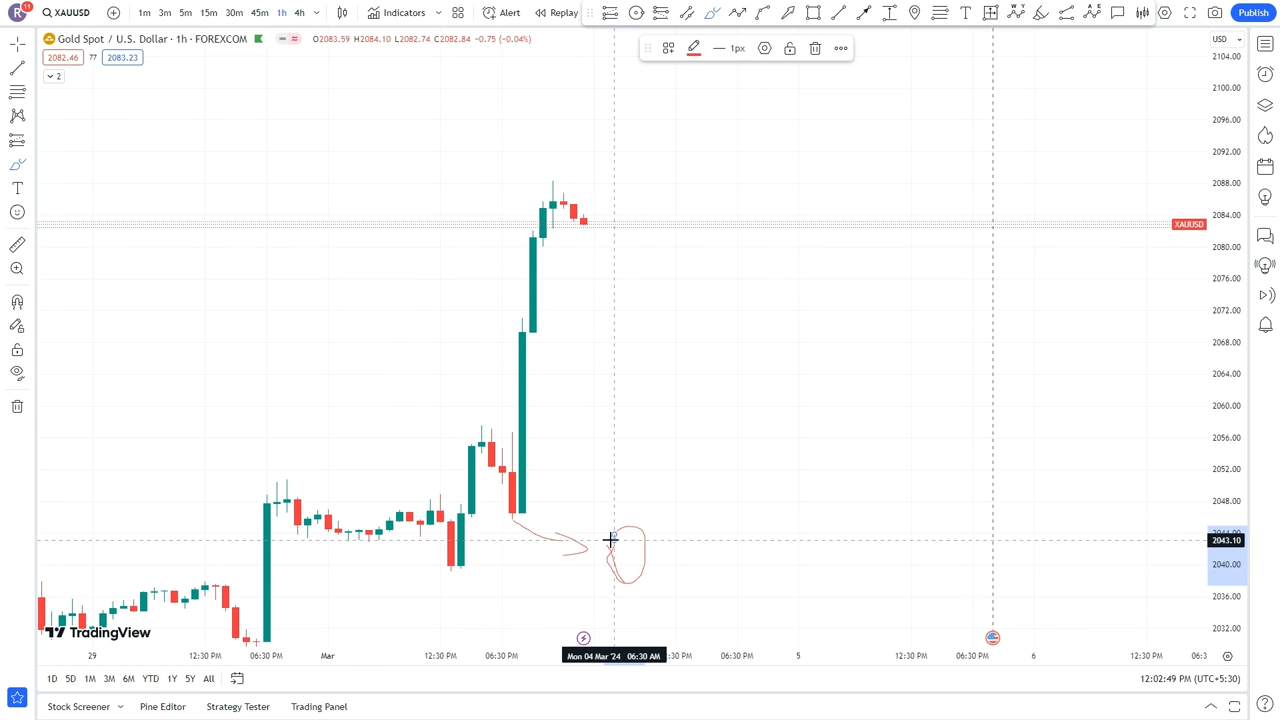 R 11 XAUUSD 1m 3m 5m 15m 30m 45m 1h 4h Indicators Alert Replay Publish
Gold Spot / U.S. Dollar · 1h · FOREXCOM O2083.59 H2084.10 L2082.74 C2082.84 −0.75 (−0.04%)
1px
USD
2082.46 77 2083.23
2
2104.00
2100.00
2096.00
2092.00
2088.00
2084.00
XAUUSD
2080.00
2076.00
2072.00
2068.00
2064.00
2060.00
2056.00
2052.00
2048.00
2043.10
2040.00
2036.00
2032.00
TradingView
29 12:30 PM 06:30 PM Mar 12:30 PM 06:30 PM Mon 04 Mar '24 06:30 AM :30 PM 06:30 PM 5 12:30 PM 06:30 PM 6 12:30 PM 06:3
1D 5D 1M 3M 6M YTD 1Y 5Y All 12:02:49 PM (UTC+5:30)
Stock Screener Pine Editor Strategy Tester Trading Panel